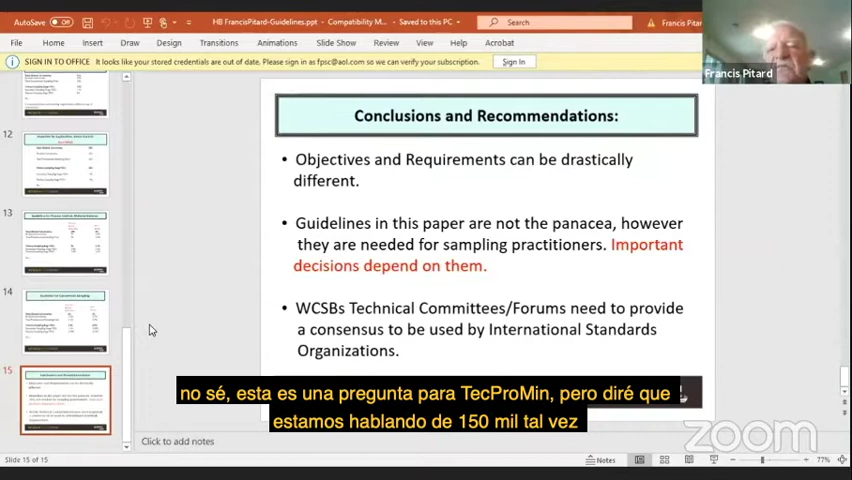 AutoSave Off HB FrancisPitard-Guidelines.ppt - Compatibility M... - Saved to this PC Search Francis Pitard
File Home Insert Draw Design Transitions Animations Slide Show Review View Help Acrobat
SIGN IN TO OFFICE It looks like your stored credentials are out of date. Please sign in as fpsc@aol.com so we can verify your subscription. Sign In
Francis Pitard
12
13
14
15
Conclusions and Recommendations:
• Objectives and Requirements can be drastically
different.
• Guidelines in this paper are not the panacea, however
they are needed for sampling practitioners. Important
decisions depend on them.
• WCSBs Technical Committees/Forums need to provide
a consensus to be used by International Standards
Organizations.
no sé, esta es una pregunta para TecProMin, pero diré que
estamos hablando de 150 mil tal vez
Click to add notes
zoom
Slide 15 of 15 Notes 77%